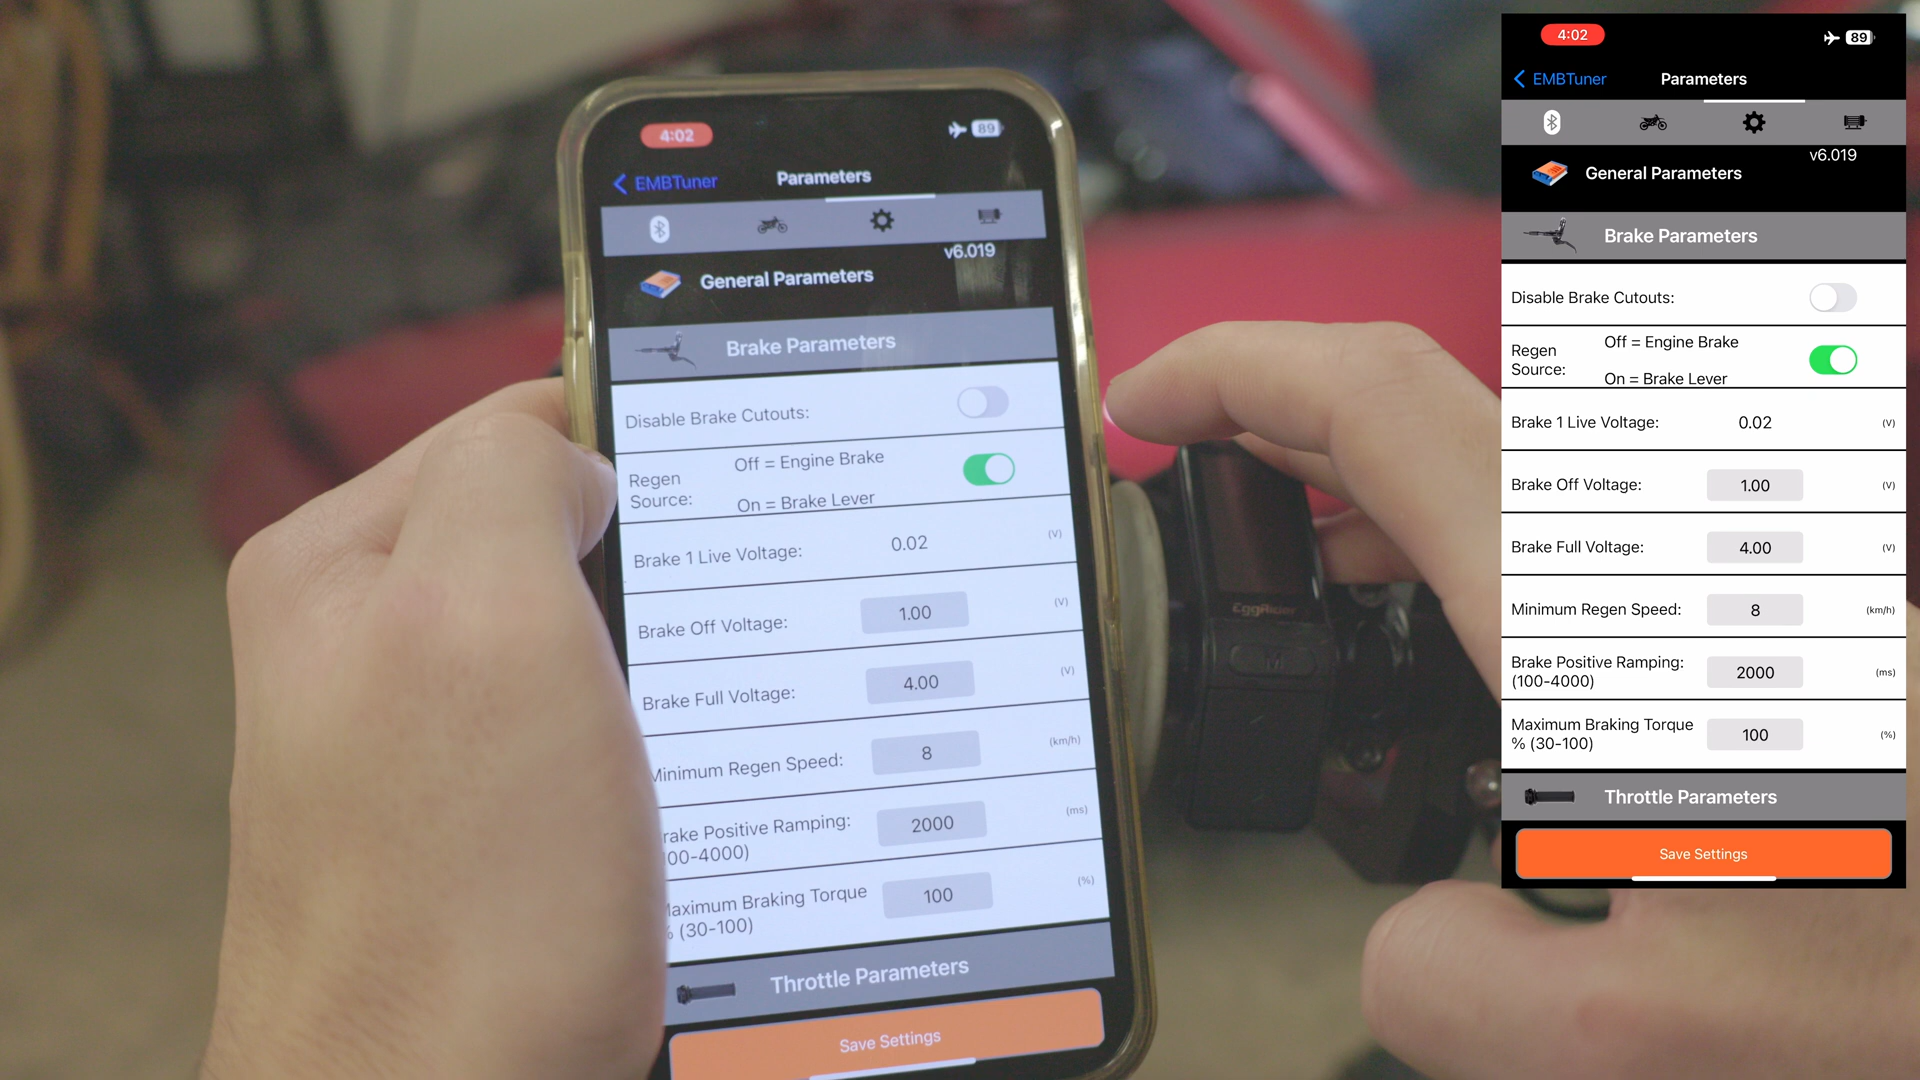 4:02
89
EMBTuner
Parameters
v6.019
General Parameters
Brake Parameters
Disable Brake Cutouts:
Regen Source:
Off = Engine Brake
On = Brake Lever
Brake 1 Live Voltage:
0.02
(V)
Brake Off Voltage:
1.00
(V)
Brake Full Voltage:
4.00
(V)
Minimum Regen Speed:
8
(km/h)
rake Positive Ramping:
00-4000)
2000
(ms)
Maximum Braking Torque
% (30-100)
100
(%)
Throttle Parameters
Save Settings
EggRider
4:02
89
EMBTuner
Parameters
v6.019
General Parameters
Brake Parameters
Disable Brake Cutouts:
Regen
Source:
Off = Engine Brake
On = Brake Lever
Brake 1 Live Voltage:
0.02
(V)
Brake Off Voltage:
1.00
(V)
Brake Full Voltage:
4.00
(V)
Minimum Regen Speed:
8
(km/h)
Brake Positive Ramping:
(100-4000)
2000
(ms)
Maximum Braking Torque
% (30-100)
100
(%)
Throttle Parameters
Save Settings